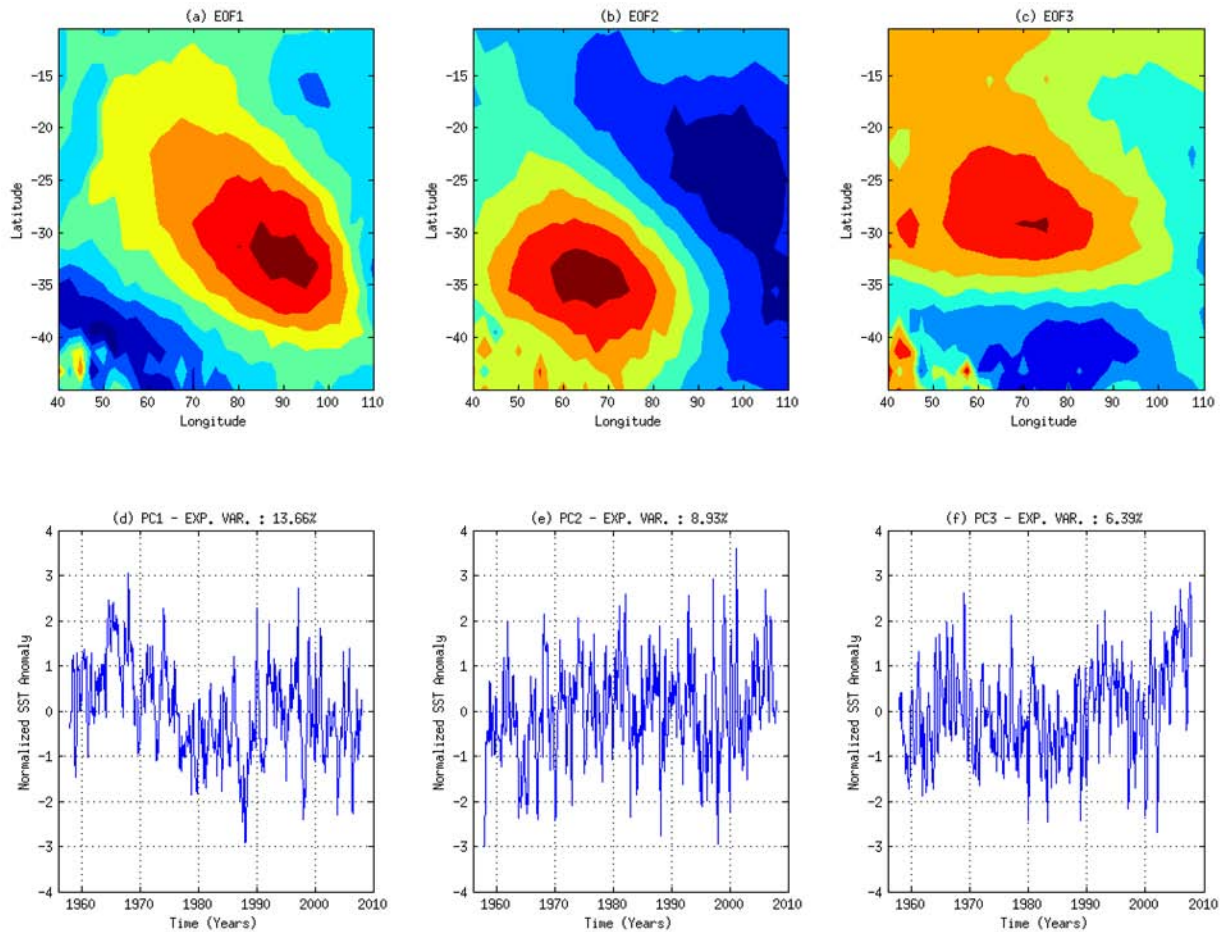 (a) EOF1
(b) EOF2
(c) EOF3
-15
-20
-25
-30
-35
-40
Latitude
40 50 60 70 80 90 100 110
Longitude
-15
-20
-25
-30
-35
-40
Latitude
40 50 60 70 80 90 100 110
Longitude
-15
-20
-25
-30
-35
-40
Latitude
40 50 60 70 80 90 100 110
Longitude
(d) PC1 - EXP. VAR. : 13.66%
4
3
2
1
0
-1
-2
-3
-4
Normalized SST Anomaly
1960 1970 1980 1990 2000 2010
Time (Years)
(e) PC2 - EXP. VAR. : 8.93%
4
3
2
1
0
-1
-2
-3
-4
Normalized SST Anomaly
1960 1970 1980 1990 2000 2010
Time (Years)
(f) PC3 - EXP. VAR. : 6.39%
4
3
2
1
0
-1
-2
-3
-4
Normalized SST Anomaly
1960 1970 1980 1990 2000 2010
Time (Years)